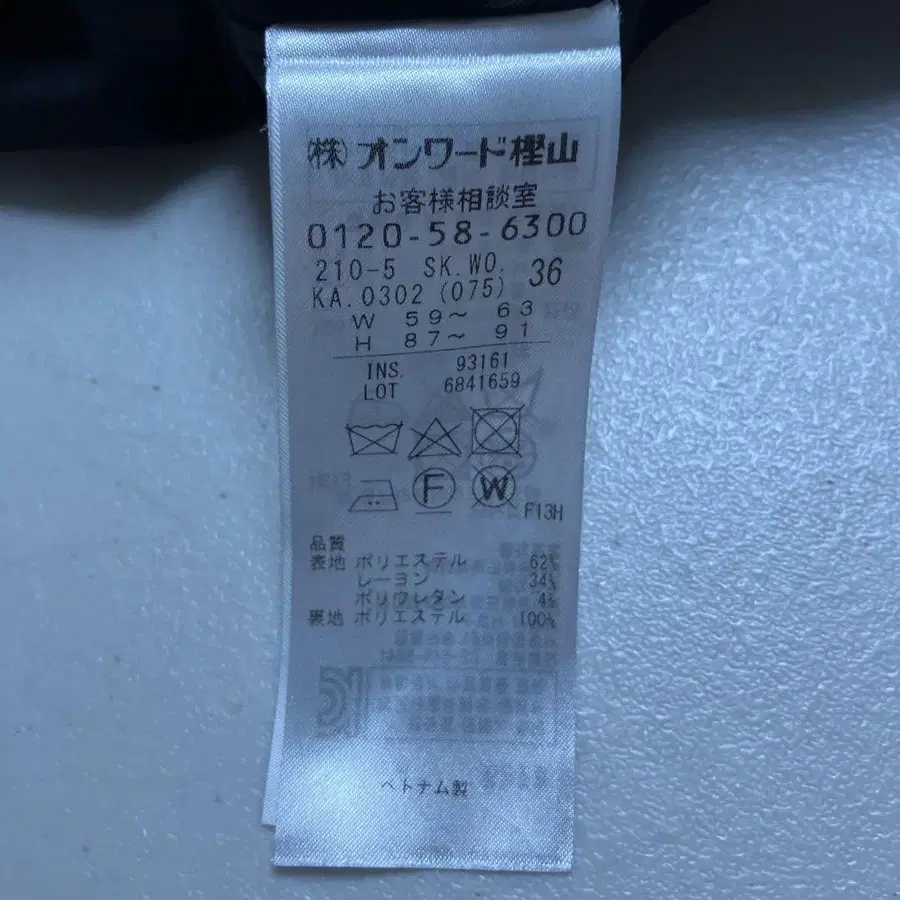 ㈱オンワード樫山
お客様相談室
0120-58-6300
210-5 SK.WO. 36
KA.0302 (075)
W 59～ 63
H 87～ 91
INS. 93161
LOT 6841659
F
W
F13H
品質
表地 ポリエステル 62%
レーヨン 34%
ポリウレタン 4%
裏地 ポリエステル 100%
ベトナム製